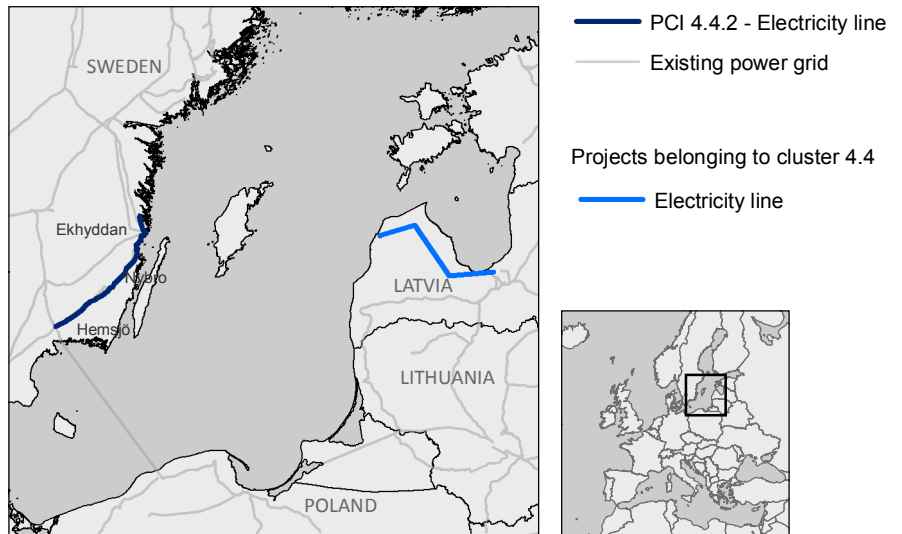 SWEDEN
Ekhyddan
Nybro
Hemsjö
LATVIA
LITHUANIA
POLAND
PCI 4.4.2 - Electricity line
Existing power grid
Projects belonging to cluster 4.4
Electricity line